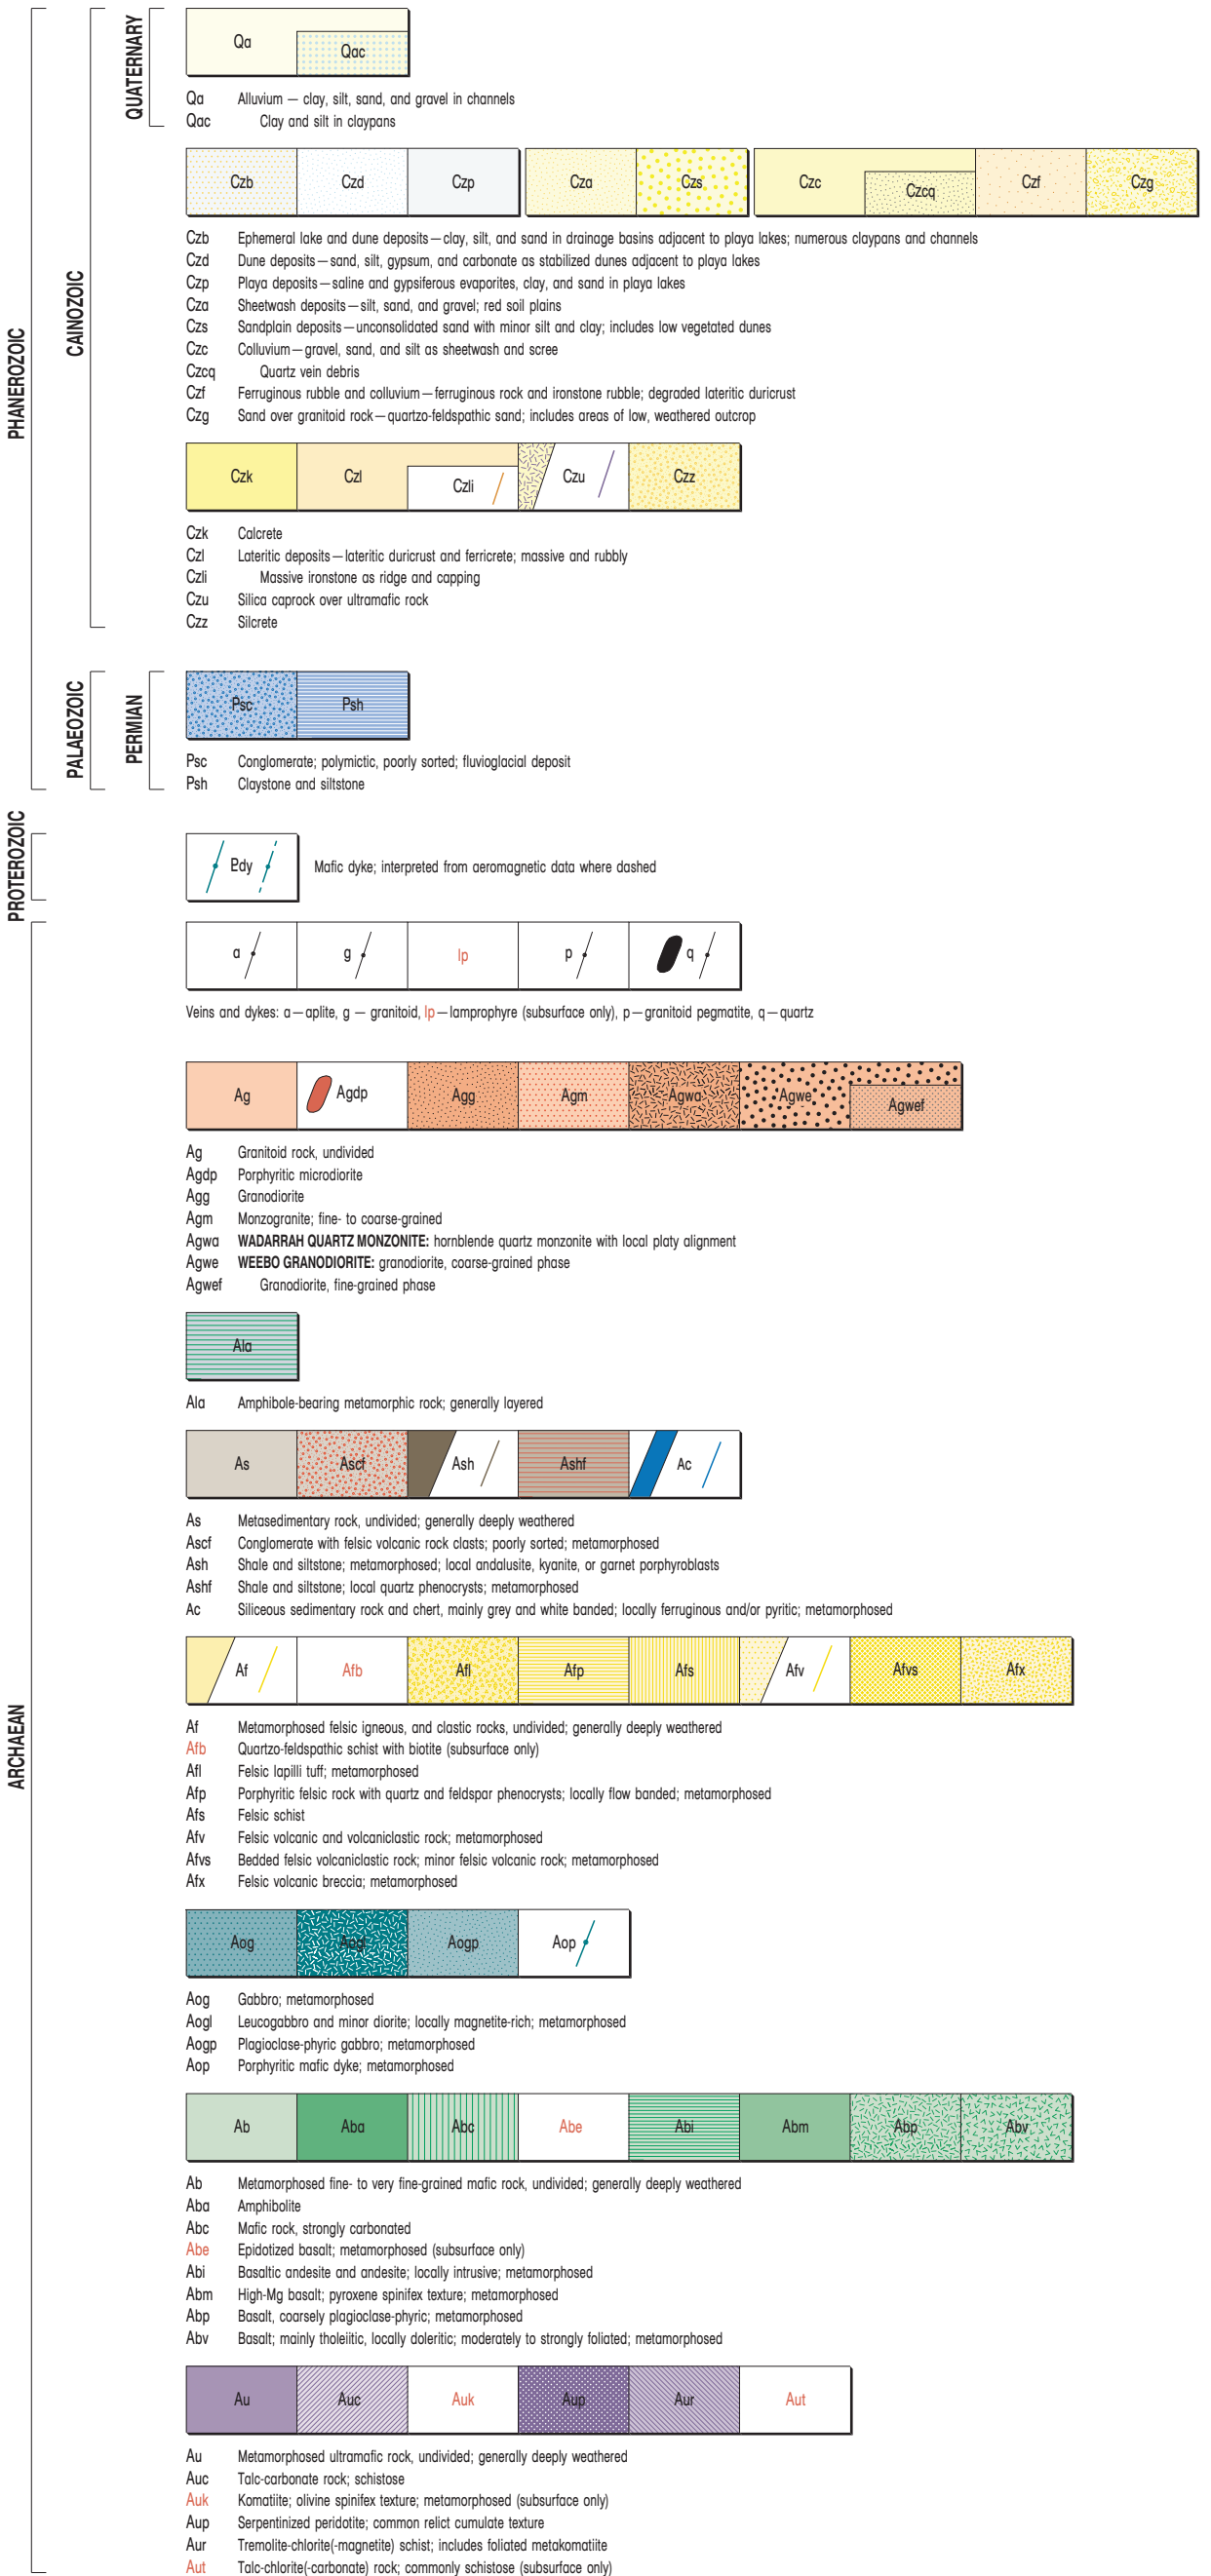 PHANEROZOIC
CAINOZOIC
QUATERNARY
Qa
Qac
Qa Alluvium — clay, silt, sand, and gravel in channels
Qac Clay and silt in claypans
Czb Czd Czp Cza Czs Czc Czcq Czf Czg
Czb Ephemeral lake and dune deposits — clay, silt, and sand in drainage basins adjacent to playa lakes; numerous claypans and channels
Czd Dune deposits — sand, silt, gypsum, and carbonate as stabilized dunes adjacent to playa lakes
Czp Playa deposits — saline and gypsiferous evaporites, clay, and sand in playa lakes
Cza Sheetwash deposits — silt, sand, and gravel; red soil plains
Czs Sandplain deposits — unconsolidated sand with minor silt and clay; includes low vegetated dunes
Czc Colluvium — gravel, sand, and silt as sheetwash and scree
Czcq Quartz vein debris
Czf Ferruginous rubble and colluvium — ferruginous rock and ironstone rubble; degraded lateritic duricrust
Czg Sand over granitoid rock — quartzo-feldspathic sand; includes areas of low, weathered outcrop
Czk Czl Czli Czu Czz
Czk Calcrete
Czl Lateritic deposits — lateritic duricrust and ferricrete; massive and rubbly
Czli Massive ironstone as ridge and capping
Czu Silica caprock over ultramafic rock
Czz Silcrete
PALAEOZOIC
PERMIAN
Psc Psh
Psc Conglomerate; polymictic, poorly sorted; fluvioglacial deposit
Psh Claystone and siltstone
PROTEROZOIC
Pdy Mafic dyke; interpreted from aeromagnetic data where dashed
ARCHAEAN
a g lp p q
Veins and dykes: a — aplite, g — granitoid, lp — lamprophyre (subsurface only), p — granitoid pegmatite, q — quartz
Ag Agdp Agg Agm Agwa Agwe Agwef
Ag Granitoid rock, undivided
Agdp Porphyritic microdiorite
Agg Granodiorite
Agm Monzogranite; fine- to coarse-grained
Agwa WADARRAH QUARTZ MONZONITE: hornblende quartz monzonite with local platy alignment
Agwe WEEBO GRANODIORITE: granodiorite, coarse-grained phase
Agwef Granodiorite, fine-grained phase
Ala
Ala Amphibole-bearing metamorphic rock; generally layered
As Ascf Ash Ashf Ac
As Metasedimentary rock, undivided; generally deeply weathered
Ascf Conglomerate with felsic volcanic rock clasts; poorly sorted; metamorphosed
Ash Shale and siltstone; metamorphosed; local andalusite, kyanite, or garnet porphyroblasts
Ashf Shale and siltstone; local quartz phenocrysts; metamorphosed
Ac Siliceous sedimentary rock and chert, mainly grey and white banded; locally ferruginous and/or pyritic; metamorphosed
Af Afb Afl Afp Afs Afv Afvs Afx
Af Metamorphosed felsic igneous, and clastic rocks, undivided; generally deeply weathered
Afb Quartzo-feldspathic schist with biotite (subsurface only)
Afl Felsic lapilli tuff; metamorphosed
Afp Porphyritic felsic rock with quartz and feldspar phenocrysts; locally flow banded; metamorphosed
Afs Felsic schist
Afv Felsic volcanic and volcaniclastic rock; metamorphosed
Afvs Bedded felsic volcaniclastic rock; minor felsic volcanic rock; metamorphosed
Afx Felsic volcanic breccia; metamorphosed
Aog Aogl Aogp Aop
Aog Gabbro; metamorphosed
Aogl Leucogabbro and minor diorite; locally magnetite-rich; metamorphosed
Aogp Plagioclase-phyric gabbro; metamorphosed
Aop Porphyritic mafic dyke; metamorphosed
Ab Aba Abc Abe Abi Abm Abp Abv
Ab Metamorphosed fine- to very fine-grained mafic rock, undivided; generally deeply weathered
Aba Amphibolite
Abc Mafic rock, strongly carbonated
Abe Epidotized basalt; metamorphosed (subsurface only)
Abi Basaltic andesite and andesite; locally intrusive; metamorphosed
Abm High-Mg basalt; pyroxene spinifex texture; metamorphosed
Abp Basalt, coarsely plagioclase-phyric; metamorphosed
Abv Basalt; mainly tholeiitic, locally doleritic; moderately to strongly foliated; metamorphosed
Au Auc Auk Aup Aur Aut
Au Metamorphosed ultramafic rock, undivided; generally deeply weathered
Auc Talc-carbonate rock; schistose
Auk Komatiite; olivine spinifex texture; metamorphosed (subsurface only)
Aup Serpentinized peridotite; common relict cumulate texture
Aur Tremolite-chlorite(-magnetite) schist; includes foliated metakomatiite
Aut Talc-chlorite(-carbonate) rock; commonly schistose (subsurface only)